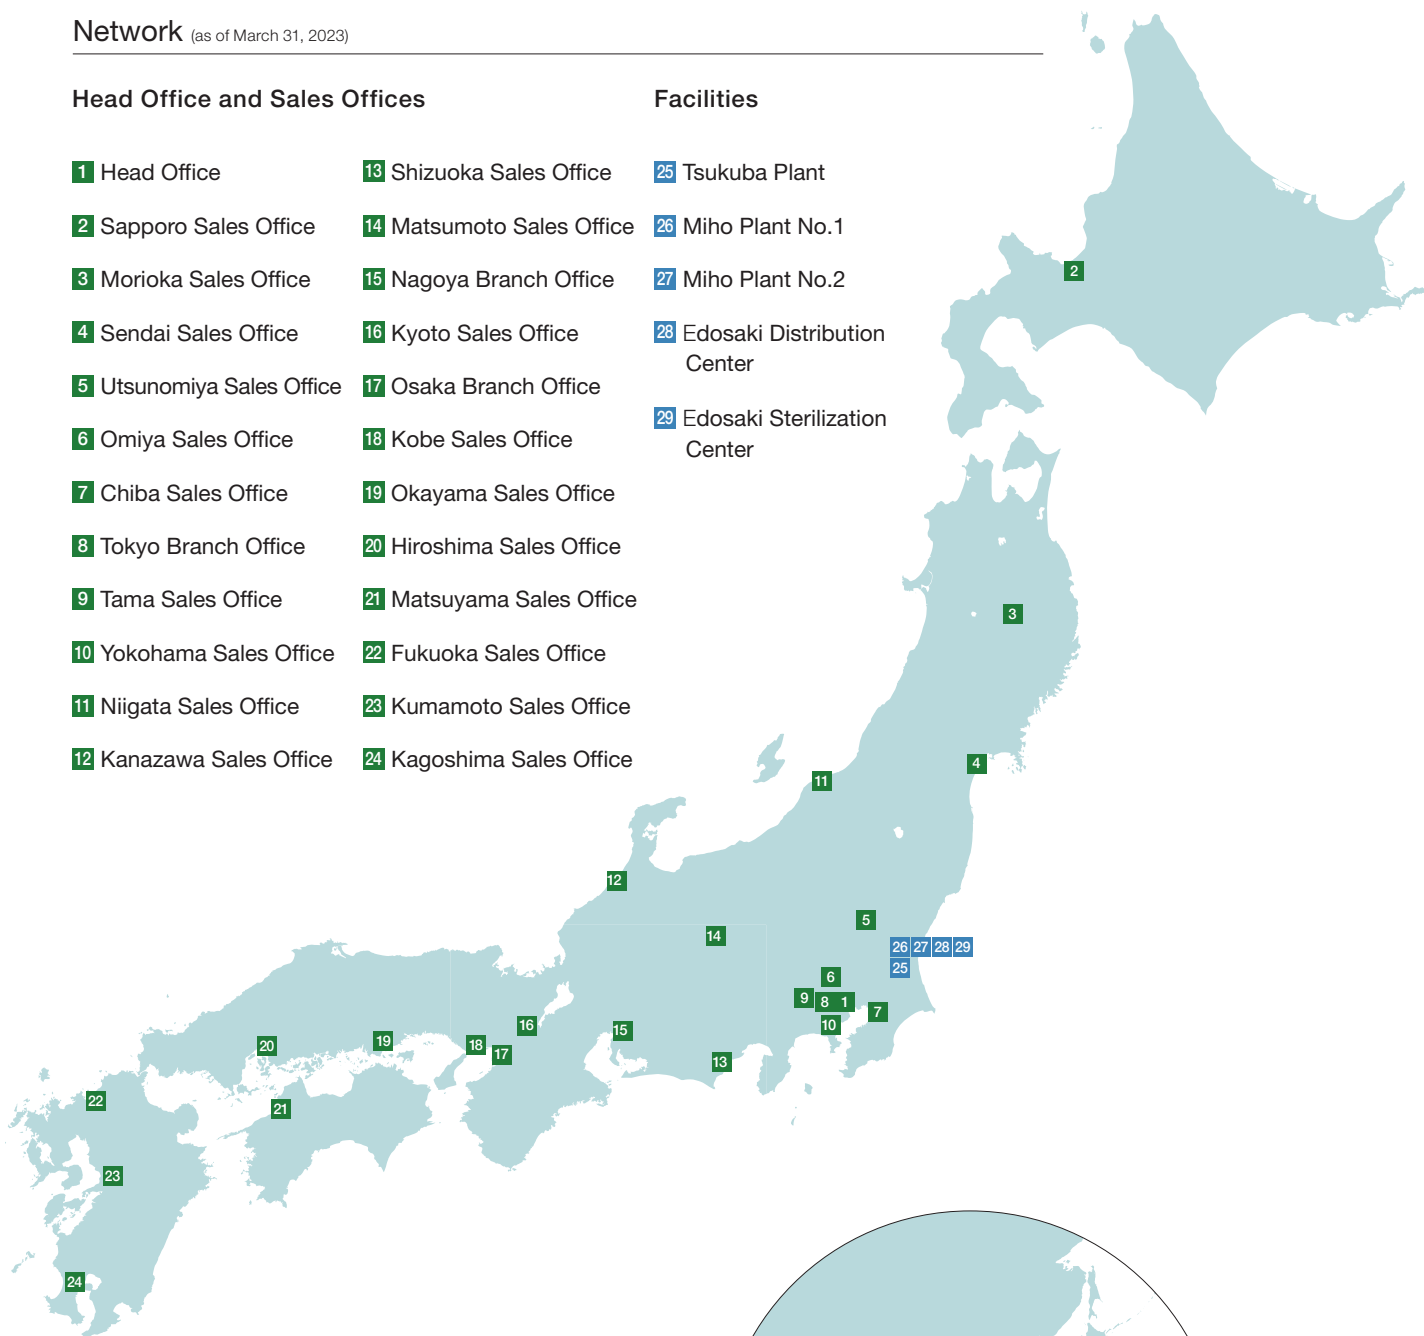 Network (as of March 31, 2023)
Head Office and Sales Offices
1 Head Office
2 Sapporo Sales Office
3 Morioka Sales Office
4 Sendai Sales Office
5 Utsunomiya Sales Office
6 Omiya Sales Office
7 Chiba Sales Office
8 Tokyo Branch Office
9 Tama Sales Office
10 Yokohama Sales Office
11 Niigata Sales Office
12 Kanazawa Sales Office
13 Shizuoka Sales Office
14 Matsumoto Sales Office
15 Nagoya Branch Office
16 Kyoto Sales Office
17 Osaka Branch Office
18 Kobe Sales Office
19 Okayama Sales Office
20 Hiroshima Sales Office
21 Matsuyama Sales Office
22 Fukuoka Sales Office
23 Kumamoto Sales Office
24 Kagoshima Sales Office
Facilities
25 Tsukuba Plant
26 Miho Plant No.1
27 Miho Plant No.2
28 Edosaki Distribution
Center
29 Edosaki Sterilization
Center
2
3
4
11
12
5
14
26 27 28 29
25
6
9 8 1
7
10
16
15
20
19
18
17
13
22
21
23
24